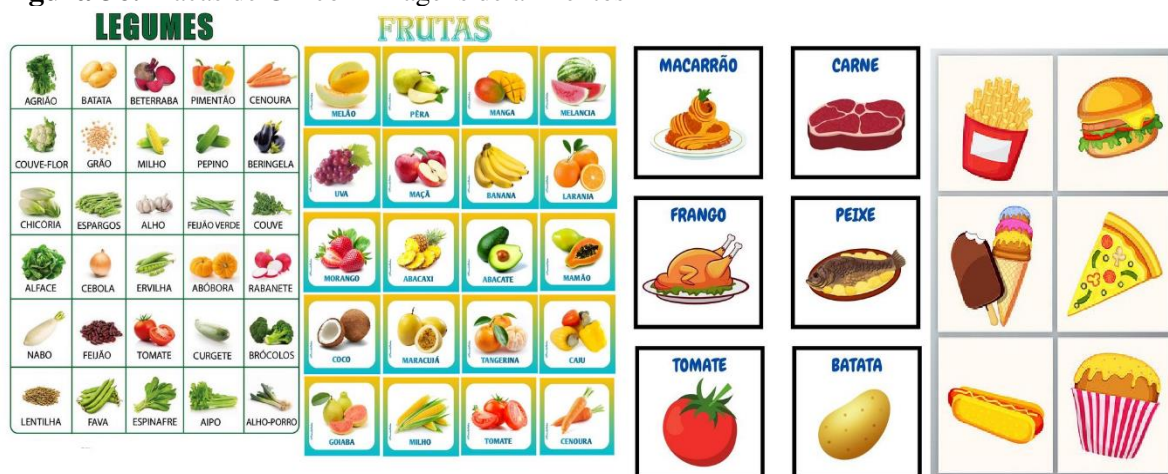 LEGUMES
AGRIÃO BATATA BETERRABA PIMENTÃO CENOURA
COUVE-FLOR GRÃO MILHO PEPINO BERINGELA
CHICORIA ESPARGOS ALHO FEIJÃO VERDE COUVE
ALFACE CEBOLA ERVILHA ABÓBORA RABANETE
NABO FEIJÃO TOMATE CURGETE BRÓCOLOS
LENTILHA FAVA ESPINAFRE AIPO ALHO-PORRO
FRUTAS
MELÃO PÊRA MANGA MELANCIA
UVA MAÇÃ BANANA LARANJA
MORANGO ABACAXI ABACATE MAMÃO
COCO MARACUJÁ TANGERINA CAJU
GOIABA MILHO TOMATE CENOURA
MACARRÃO CARNE
FRANGO PEIXE
TOMATE BATATA